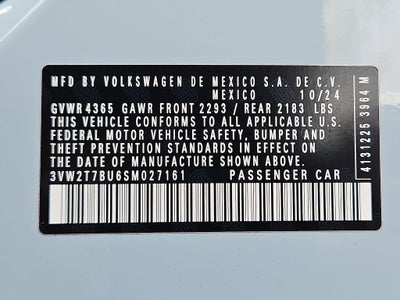 MFD BY VOLKSWAGEN DE MEXICO S.A. DE C.V.
MEXICO 10/24
GVWR 4365 GAWR FRONT 2293 / REAR 2183 LBS
THIS VEHICLE CONFORMS TO ALL APPLICABLE U.S.
FEDERAL MOTOR VEHICLE SAFETY, BUMPER AND
THEFT PREVENTION STANDARDS IN EFFECT ON
THE DATE OF MANUFACTURE SHOWN ABOVE.
3VW2T7BU6SM027161 PASSENGER CAR
4131226 3964 M